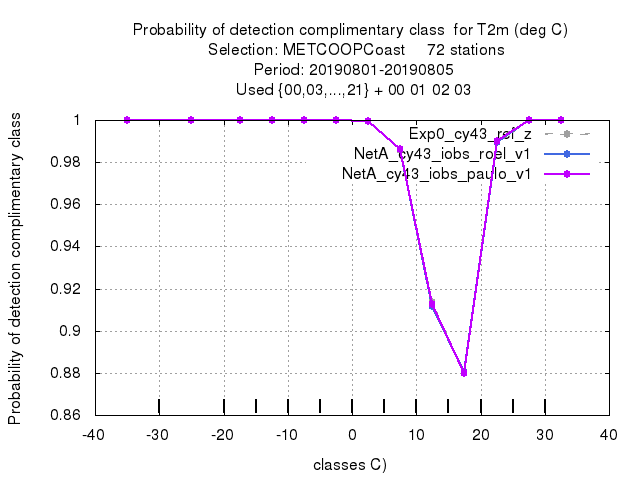 Probability of detection complimentary class  for T2m (deg C)
Selection: METCOOPCoast     72 stations
Period: 20190801-20190805
Used {00,03,...,21} + 00 01 02 03
Probability of detection complimentary class
1
0.98
0.96
0.94
0.92
0.9
0.88
0.86
Exp0_cy43_ref_z
NetA_cy43_iobs_roel_v1
NetA_cy43_iobs_paulo_v1
-40 -30 -20 -10 0 10 20 30 40
classes C)